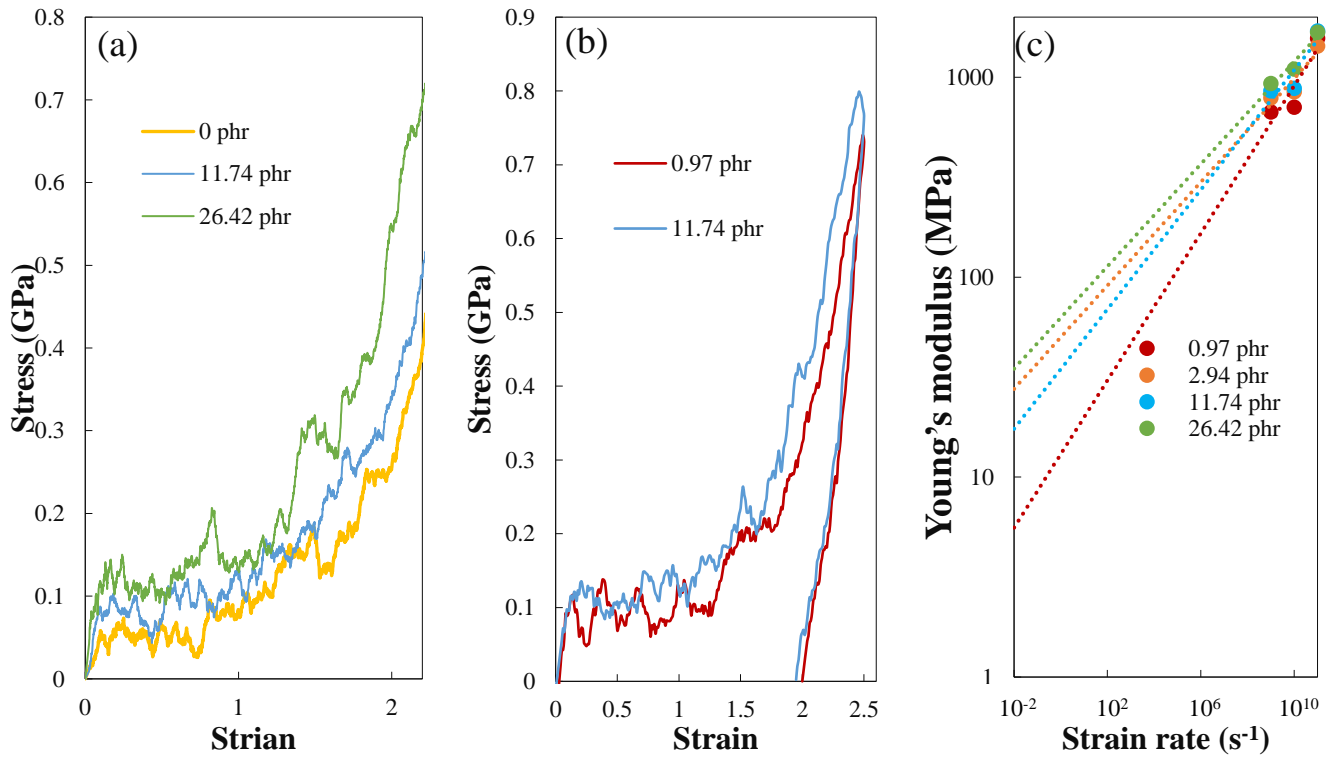 (a)
0.8
0.7
0.6
0.5
0.4
0.3
0.2
0.1
0
Stress (GPa)
0 phr
11.74 phr
26.42 phr
0
1
2
Strian
(b)
0.9
0.8
0.7
0.6
0.5
0.4
0.3
0.2
0.1
0
Stress (GPa)
0.97 phr
11.74 phr
0
0.5
1
1.5
2
2.5
Strain
(c)
1000
100
10
1
Young's modulus (MPa)
0.97 phr
2.94 phr
11.74 phr
26.42 phr
10⁻²
10²
10⁶
10¹⁰
Strain rate (s⁻¹)